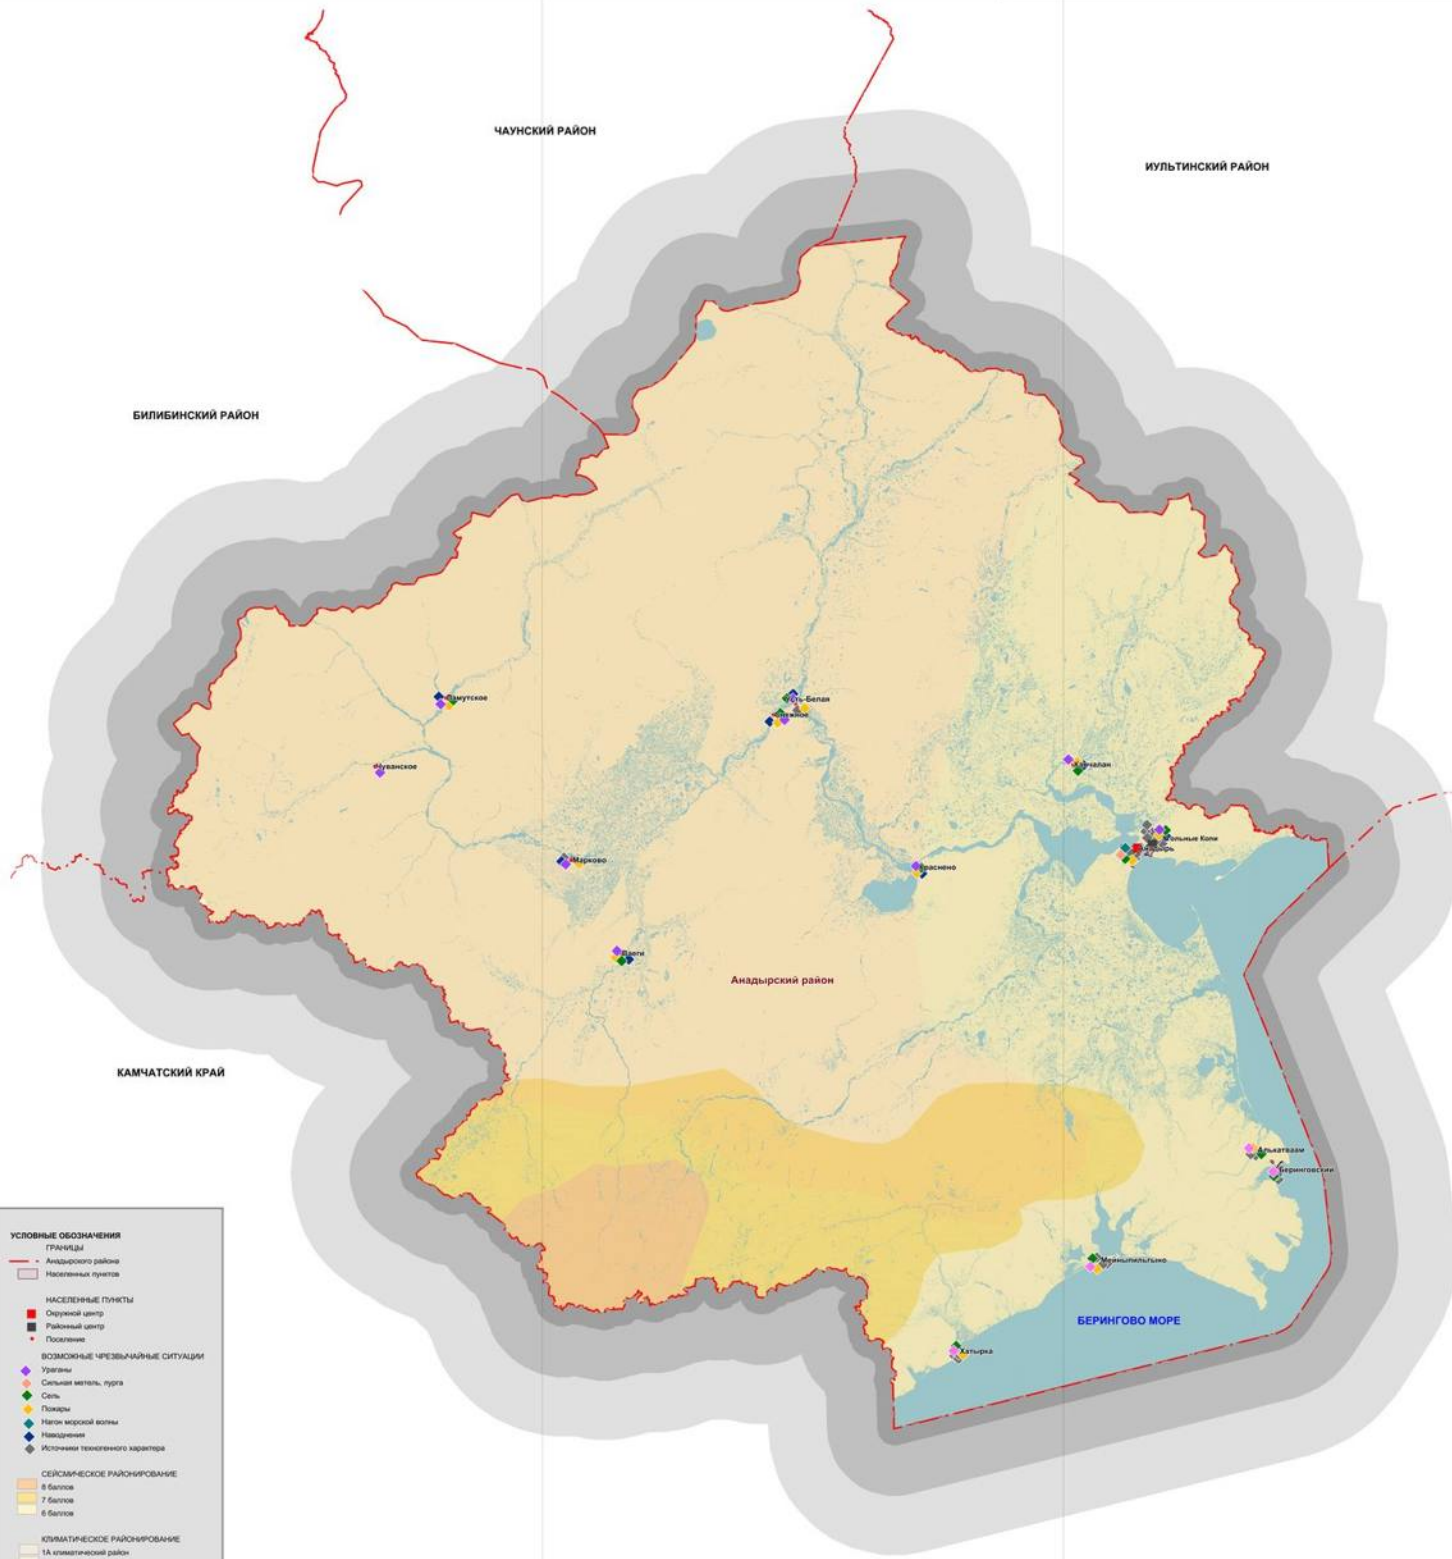 ЧАУНСКИЙ РАЙОН
ИУЛЬТИНСКИЙ РАЙОН
БИЛИБИНСКИЙ РАЙОН
Ламутское
Усть-Белая
Снежное
Чуванское
Канчалан
Угольные Копи
Анадырь
Марково
Краснено
Ваеги
Анадырский район
КАМЧАТСКИЙ КРАЙ
Алькатваам
Беринговский
Мейныпильгыно
БЕРИНГОВО МОРЕ
Хатырка
УСЛОВНЫЕ ОБОЗНАЧЕНИЯ
ГРАНИЦЫ
Анадырского района
Населенных пунктов
НАСЕЛЕННЫЕ ПУНКТЫ
Окружной центр
Районный центр
Поселение
ВОЗМОЖНЫЕ ЧРЕЗВЫЧАЙНЫЕ СИТУАЦИИ
Ураганы
Сильная метель, пурга
Сель
Пожары
Нагон морской волны
Наводнения
Источники техногенного характера
СЕЙСМИЧЕСКОЕ РАЙОНИРОВАНИЕ
8 баллов
7 баллов
6 баллов
КЛИМАТИЧЕСКОЕ РАЙОНИРОВАНИЕ
1А климатический район